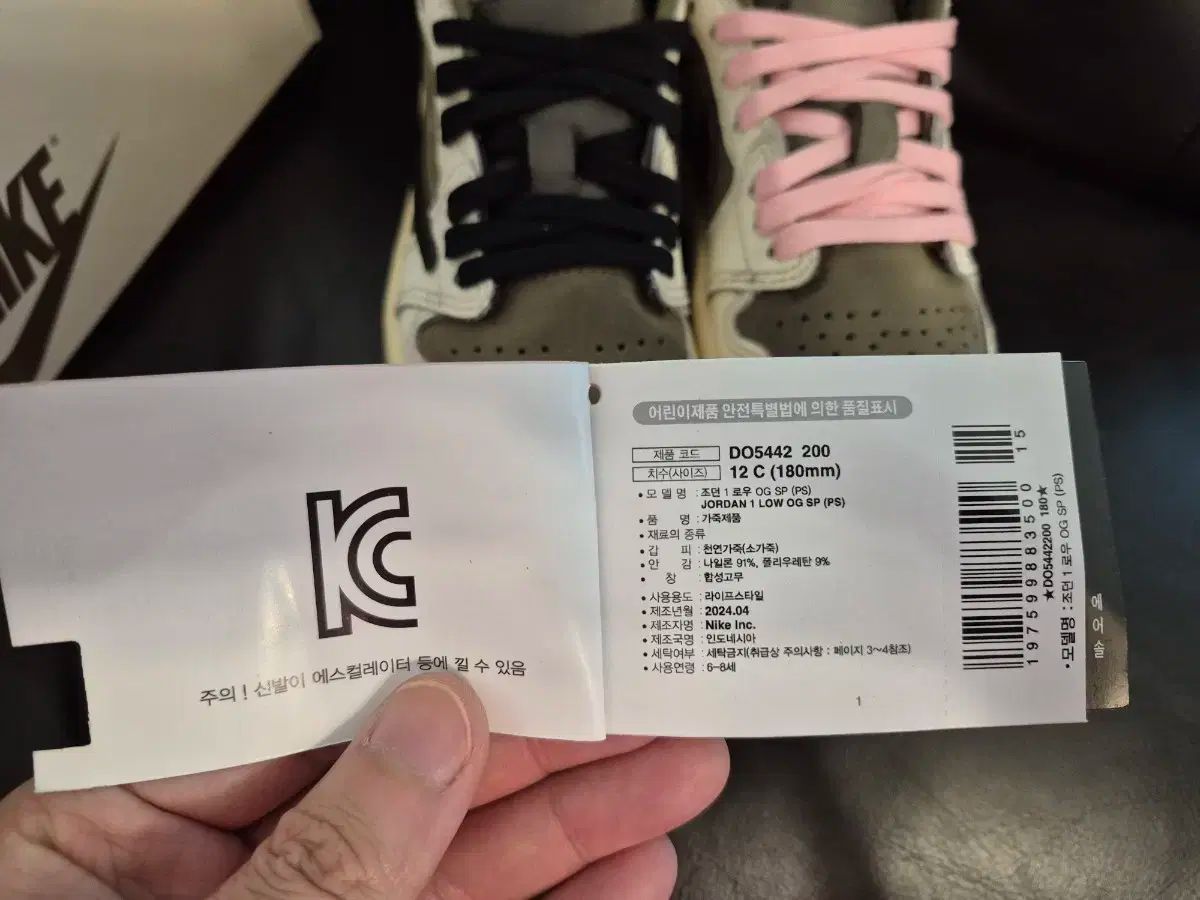 NIKE
주의! 신발이 에스컬레이터 등에 낄 수 있음
어린이제품 안전특별법에 의한 품질표시
제품 코드 DO5442 200
치수(사이즈) 12 C (180mm)
• 모 델 명 : 조던 1 로우 OG SP (PS)
JORDAN 1 LOW OG SP (PS)
• 품 명 : 가죽제품
• 재료의 종류
• 갑 피 : 천연가죽(소가죽)
• 안 감 : 나일론 91%, 폴리우레탄 9%
• 창 : 합성고무
• 사용용도 : 라이프스타일
• 제조년월 : 2024.04
• 제조자명 : Nike Inc.
• 제조국명 : 인도네시아
• 세탁여부 : 세탁금지(취급상 주의사항 : 페이지 3~4참조)
• 사용연령 : 6-8세
1
15
197599883500
★DO5442200 180★
• 모델명 : 조던 1 로우 OG SP (PS)
에어솔